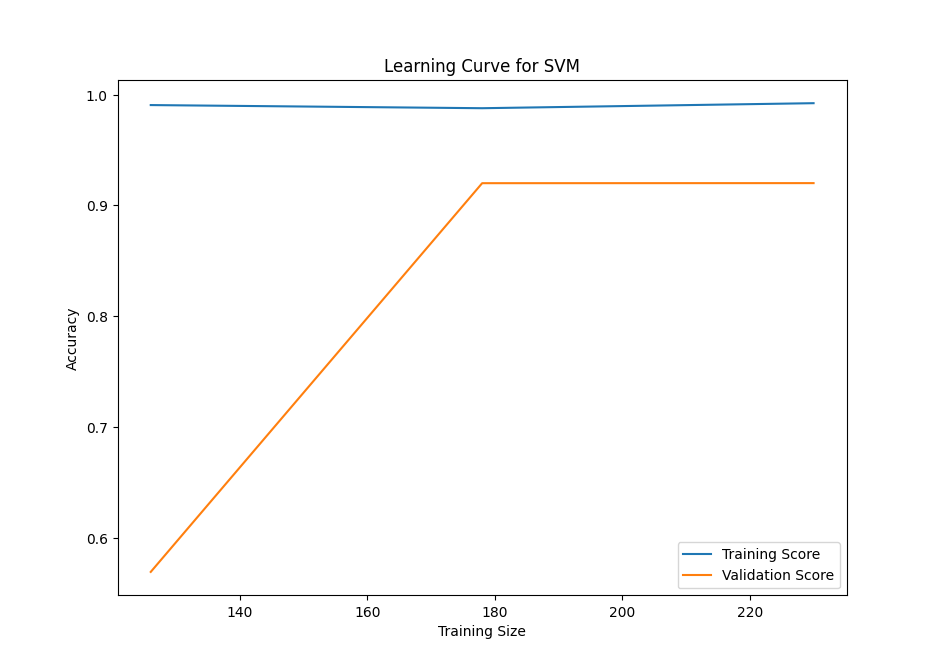 Learning Curve for SVM
1.0
0.9
0.8
0.7
0.6
Accuracy
140 160 180 200 220
Training Size
Training Score
Validation Score